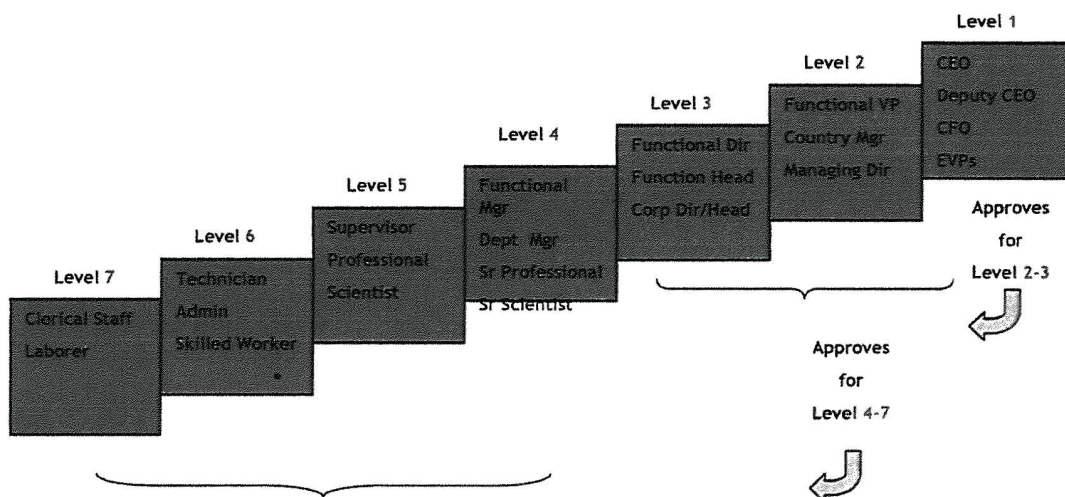 Level 1
CEO
Deputy CEO
CFO
EVPs
Level 2
Functional VP
Country Mgr
Managing Dir
Level 3
Functional Dir
Function Head
Corp Dir/Head
Level 4
Functional
Mgr
Dept Mgr
Sr Professional
Sr Scientist
Level 5
Supervisor
Professional
Scientist
Level 6
Technician
Admin
Skilled Worker
Level 7
Clerical Staff
Laborer
Approves
for
Level 2-3
Approves
for
Level 4-7